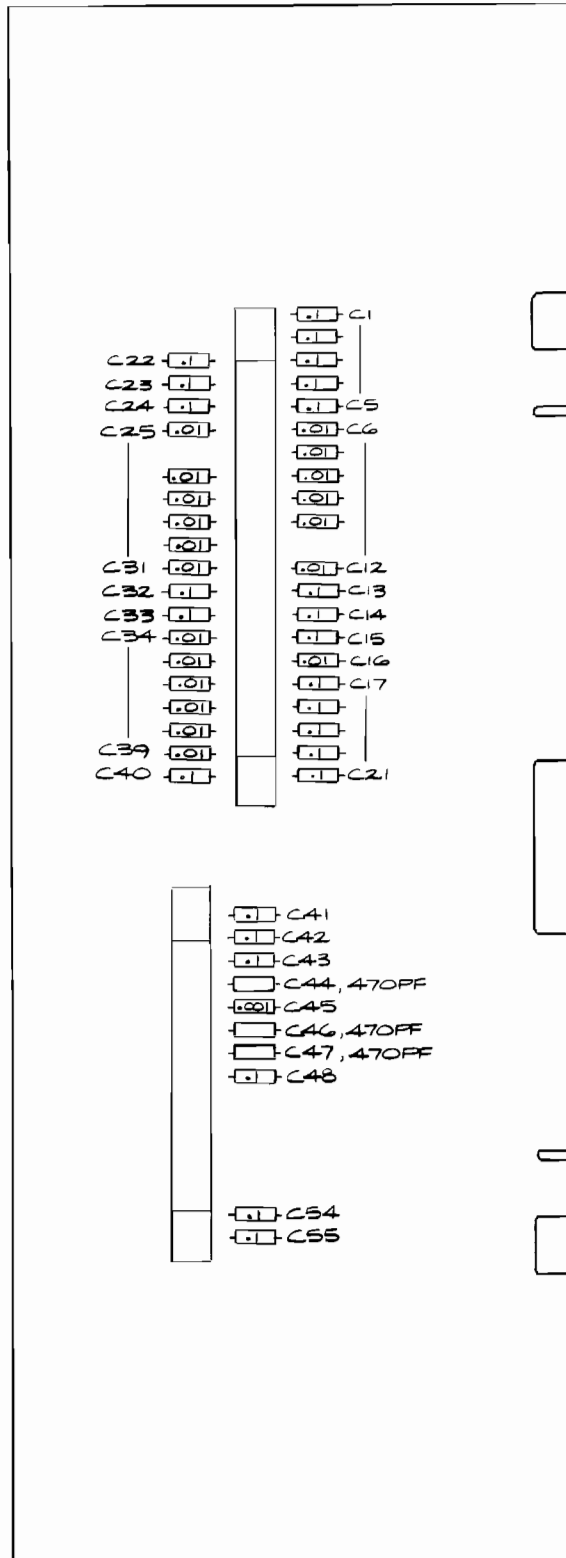 .1 C1
.1
C22 .1 .1
C23 .1 .1
C24 .1 .1 C5
C25 .01 .01 C6
.01
.01 .01
.01 .01
.01 .01
.01
C31 .01 .01 C12
C32 .1 .1 C13
C33 .1 .1 C14
C34 .01 .1 C15
.01 .01 C16
.01 .1 C17
.01 .1
.01 .1
C39 .01 .1
C40 .1 .1 C21
.1 C41
.1 C42
.1 C43
C44, 470PF
.001 C45
C46, 470PF
C47, 470PF
.1 C48
.1 C54
.1 C55